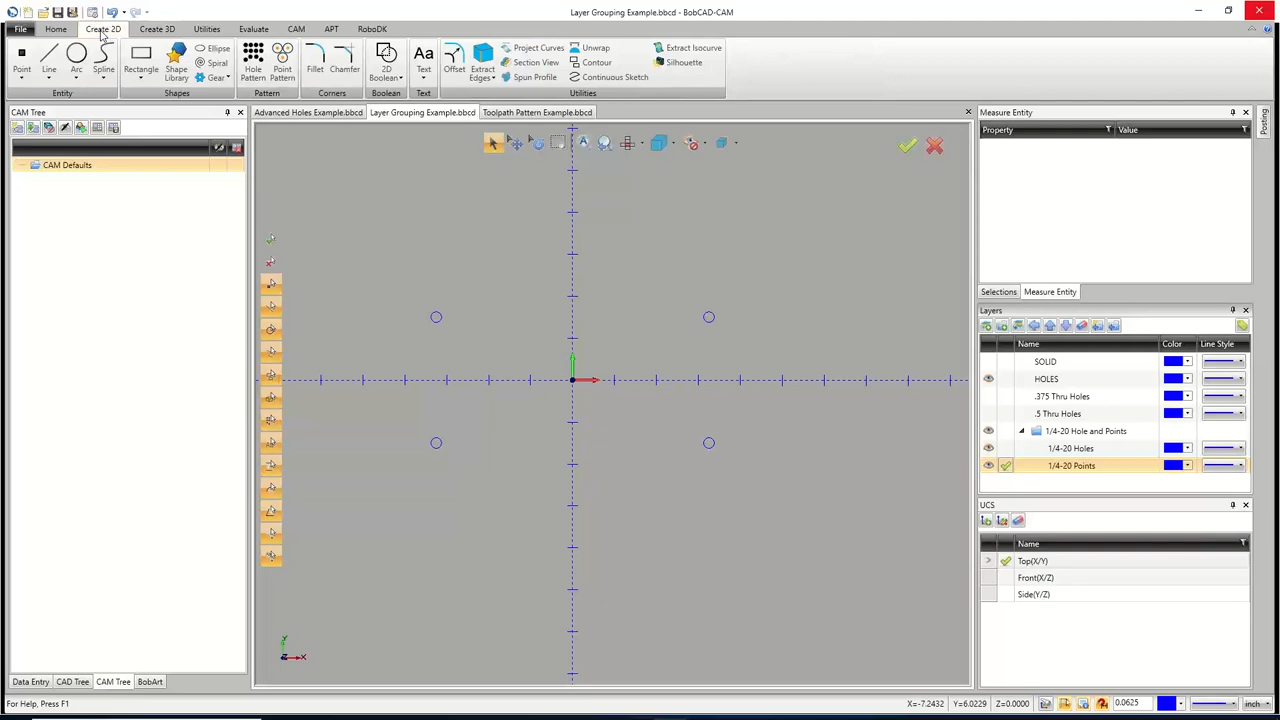 Layer Grouping Example.bbcd - BobCAD-CAM
File Home Create 2D Create 3D Utilities Evaluate CAM APT RoboDK
Point Line Arc Spline Rectangle Shape Library Ellipse Spiral Gear Hole Pattern Point Pattern Fillet Chamfer 2D Boolean Text Offset Extract Edges Project Curves Section View Spun Profile Unwrap Contour Continuous Sketch Extract Isocurve Silhouette
Entity Shapes Pattern Corners Boolean Text Utilities
CAM Tree
CAM Defaults
Advanced Holes Example.bbcd Layer Grouping Example.bbcd Toolpath Pattern Example.bbcd
Y
Z X
Measure Entity
Property Value
Posting
Selections Measure Entity
Layers
Name Color Line Style
SOLID
HOLES
.375 Thru Holes
.5 Thru Holes
1/4-20 Hole and Points
1/4-20 Holes
1/4-20 Points
UCS
Name
Top(X/Y)
Front(X/Z)
Side(Y/Z)
Data Entry CAD Tree CAM Tree BobArt
For Help, Press F1
X=-7.2432 Y=6.0229 Z=0.0000 0.0625 inch